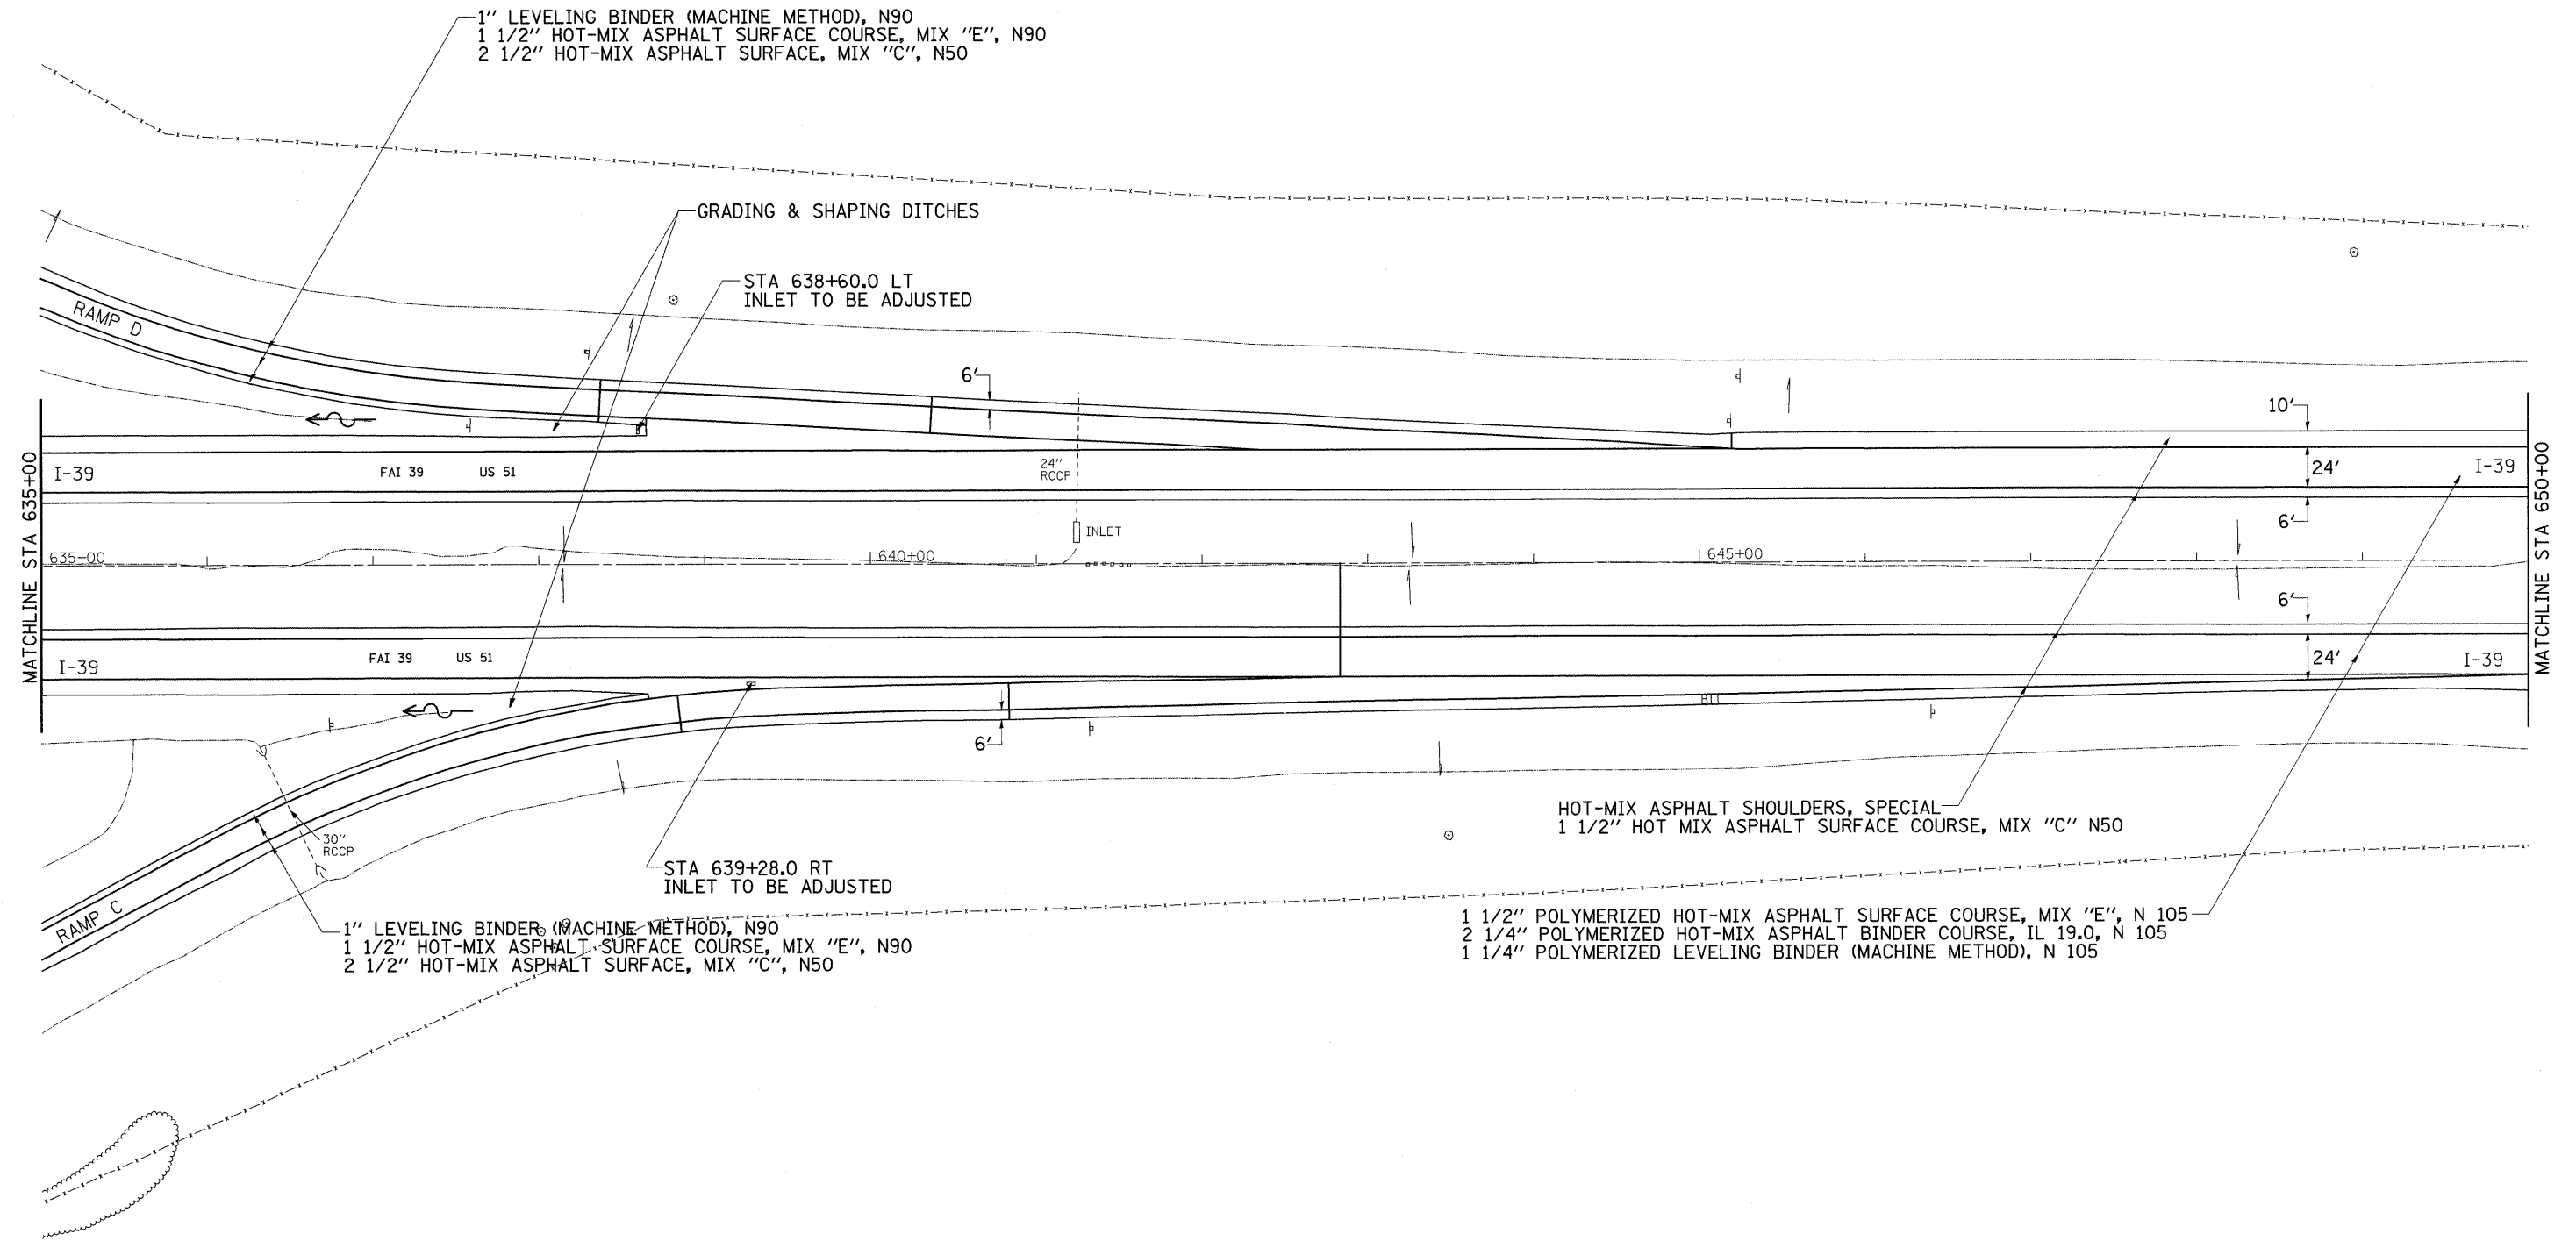 1" LEVELING BINDER (MACHINE METHOD), N90
1 1/2" HOT-MIX ASPHALT SURFACE COURSE, MIX "E", N90
2 1/2" HOT-MIX ASPHALT SURFACE, MIX "C", N50
GRADING & SHAPING DITCHES
STA 638+60.0 LT
INLET TO BE ADJUSTED
RAMP D
6'
10'
MATCHLINE STA 635+00
I-39
FAI 39
US 51
24"
RCCP
24'
I-39
MATCHLINE STA 650+00
6'
INLET
635+00
640+00
645+00
6'
I-39
FAI 39
US 51
24'
I-39
BIT
6'
30"
RCCP
HOT-MIX ASPHALT SHOULDERS, SPECIAL
1 1/2" HOT MIX ASPHALT SURFACE COURSE, MIX "C" N50
STA 639+28.0 RT
INLET TO BE ADJUSTED
RAMP C
1" LEVELING BINDER (MACHINE METHOD), N90
1 1/2" HOT-MIX ASPHALT SURFACE COURSE, MIX "E", N90
2 1/2" HOT-MIX ASPHALT SURFACE, MIX "C", N50
1 1/2" POLYMERIZED HOT-MIX ASPHALT SURFACE COURSE, MIX "E", N 105
2 1/4" POLYMERIZED HOT-MIX ASPHALT BINDER COURSE, IL 19.0, N 105
1 1/4" POLYMERIZED LEVELING BINDER (MACHINE METHOD), N 105